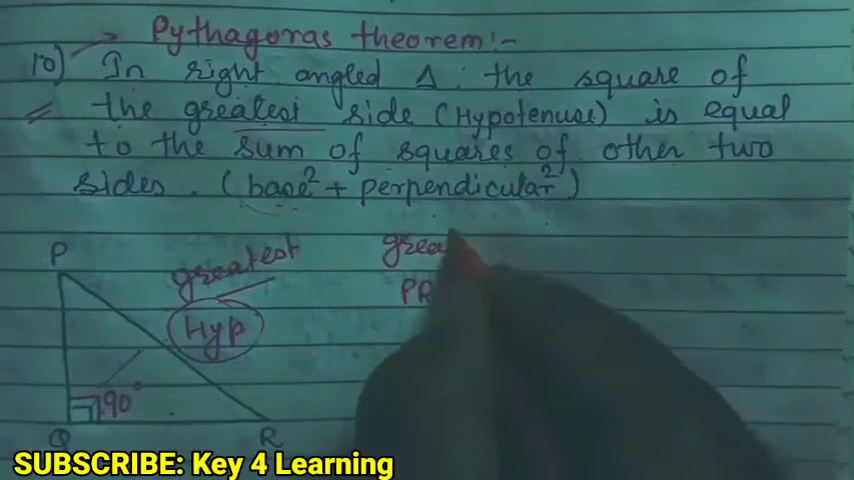 Pythagoras theorem:-
10) In right angled Δ. the square of
the greatest side (Hypotenuse) is equal
to the sum of squares of other two
sides. (base² + perpendicular²)
P
greatest
Hyp
90°
Q
R
PR
SUBSCRIBE: Key 4 Learning